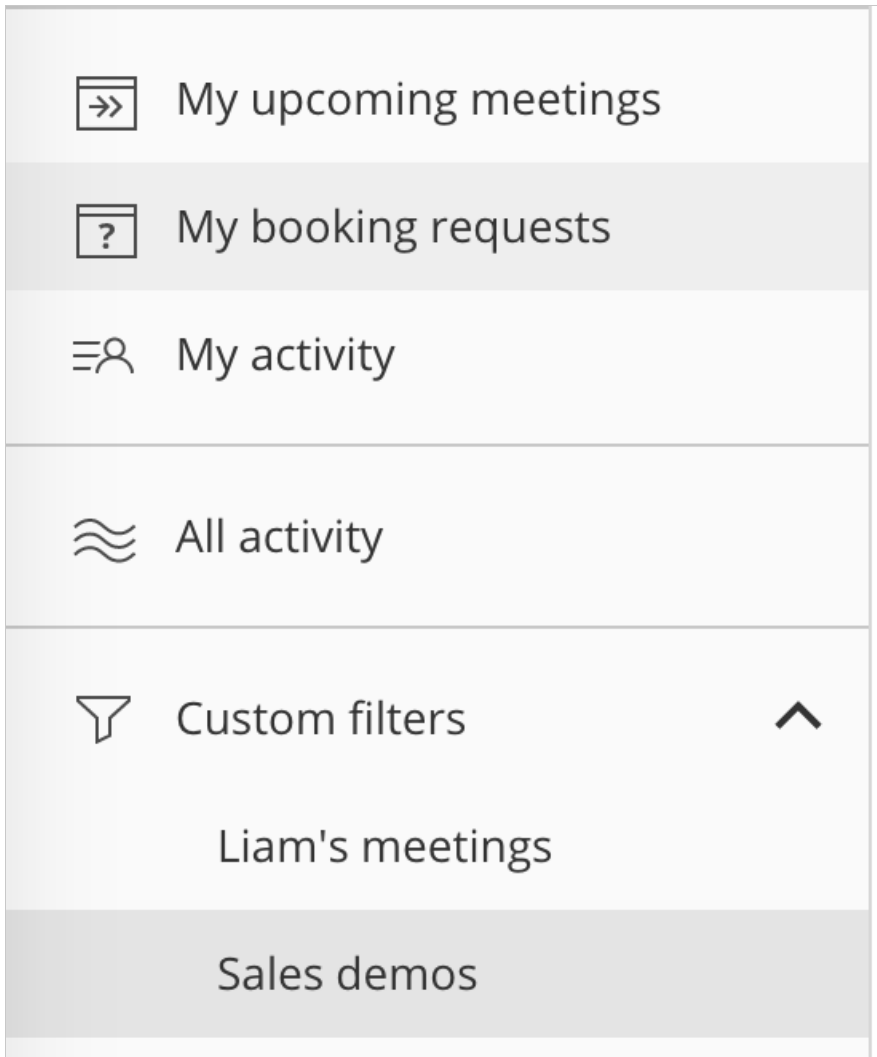 My upcoming meetings
?
My booking requests
My activity
All activity
Custom filters
Liam's meetings
Sales demos